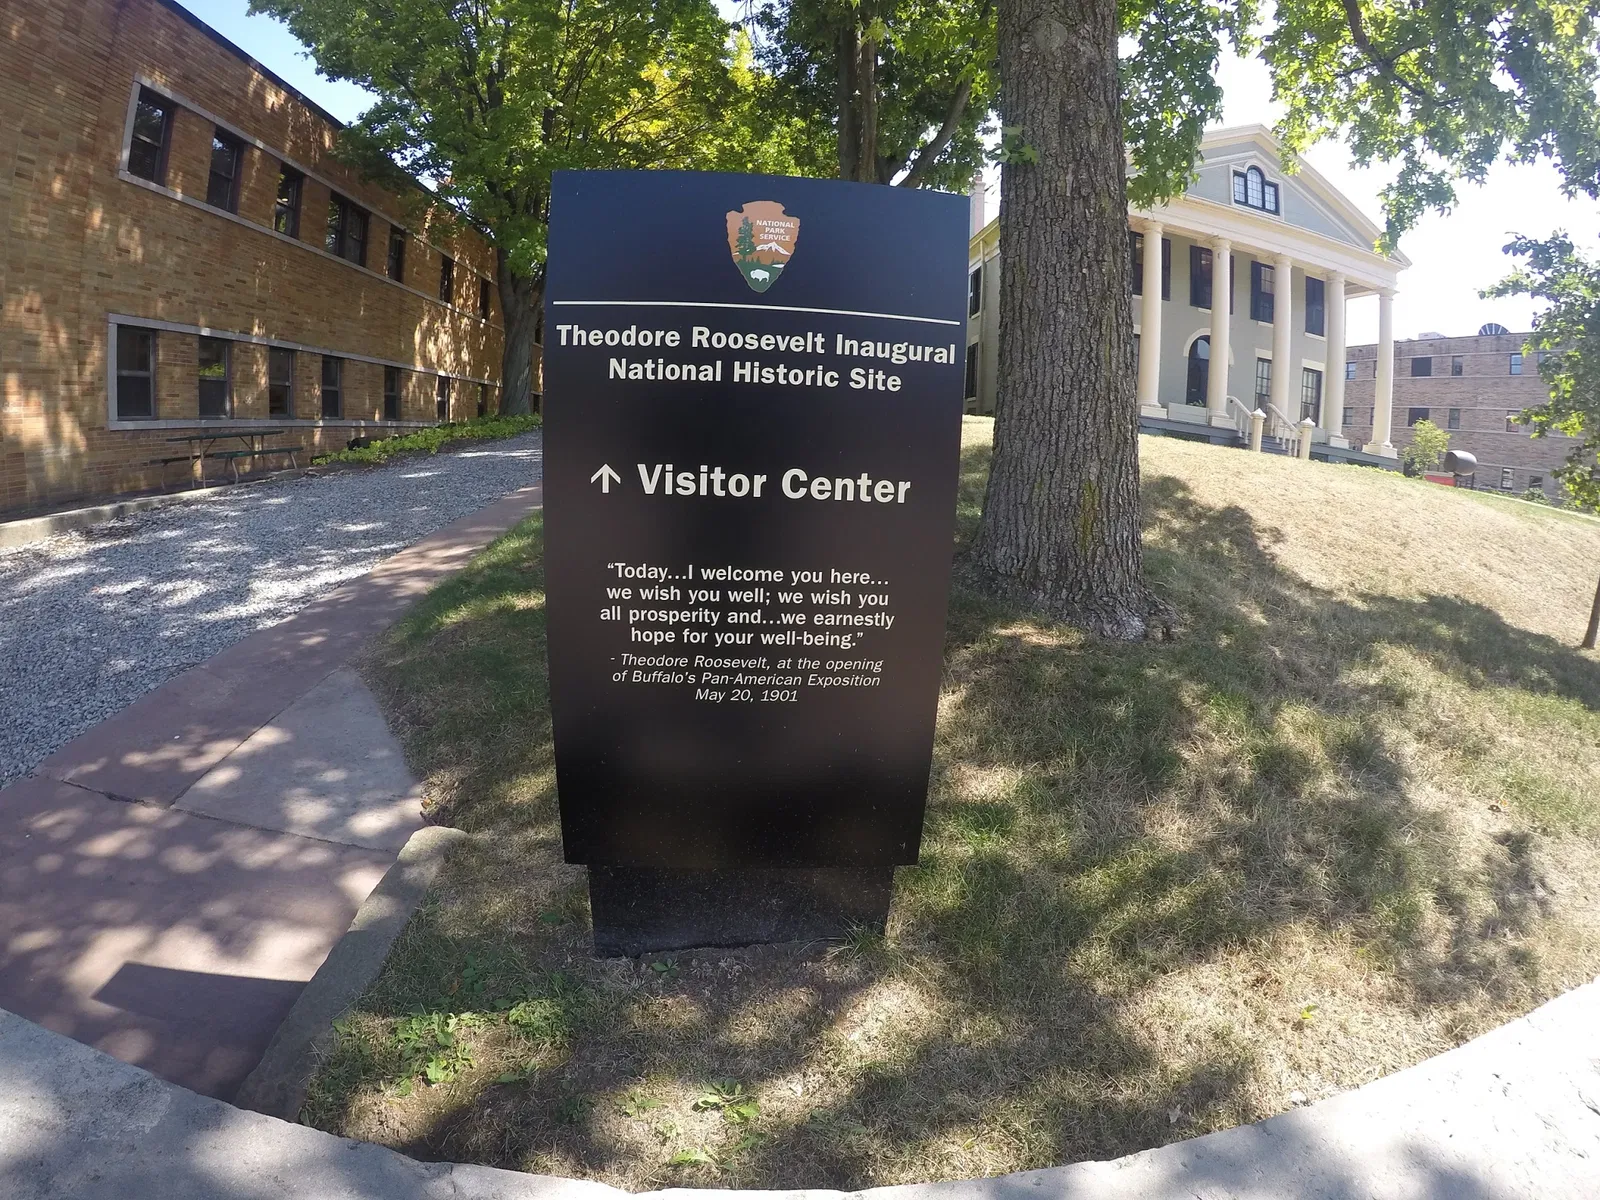 NATIONAL
PARK
SERVICE
Theodore Roosevelt Inaugural
National Historic Site
↑ Visitor Center
“Today...I welcome you here...
we wish you well; we wish you
all prosperity and...we earnestly
hope for your well-being.”
- Theodore Roosevelt, at the opening
of Buffalo’s Pan-American Exposition
May 20, 1901